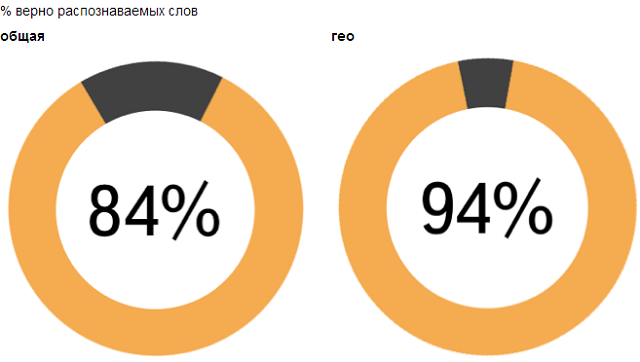 % верно распознаваемых слов
общая
гео
84%
94%